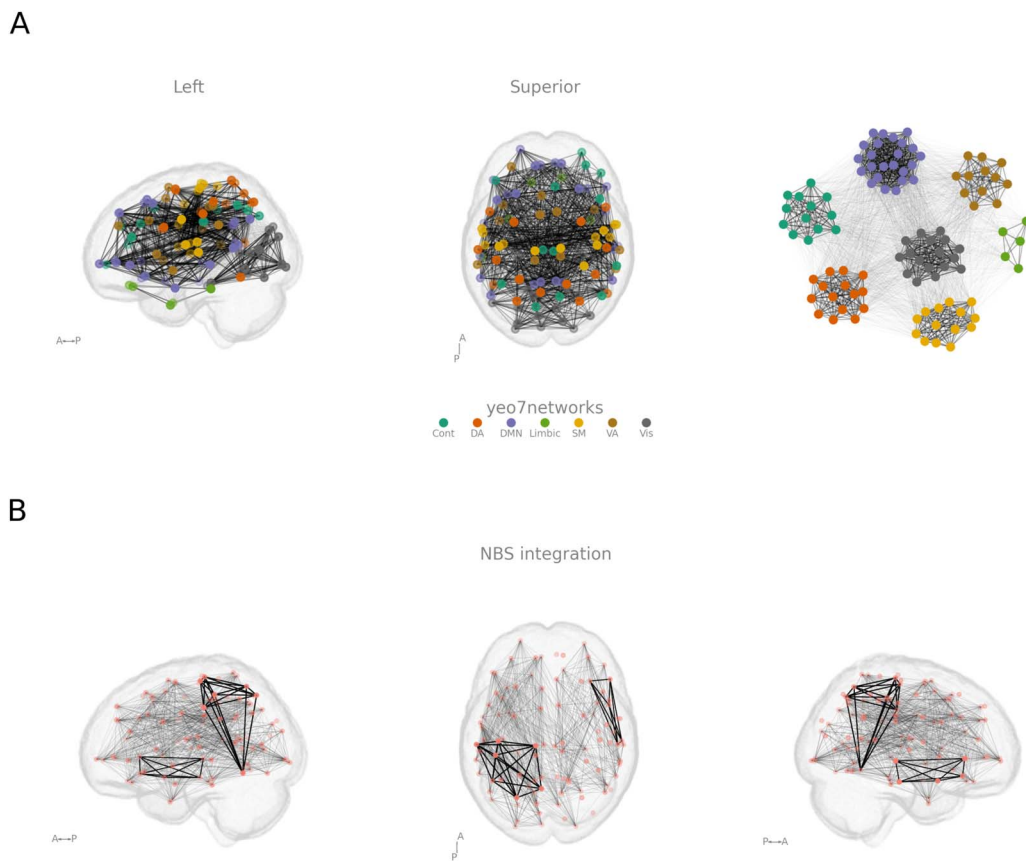 A
Left
Superior
A↔P
A
P
yeo7networks
Cont DA DMN Limbic SM VA Vis
B
NBS integration
A↔P
A
P
P↔A